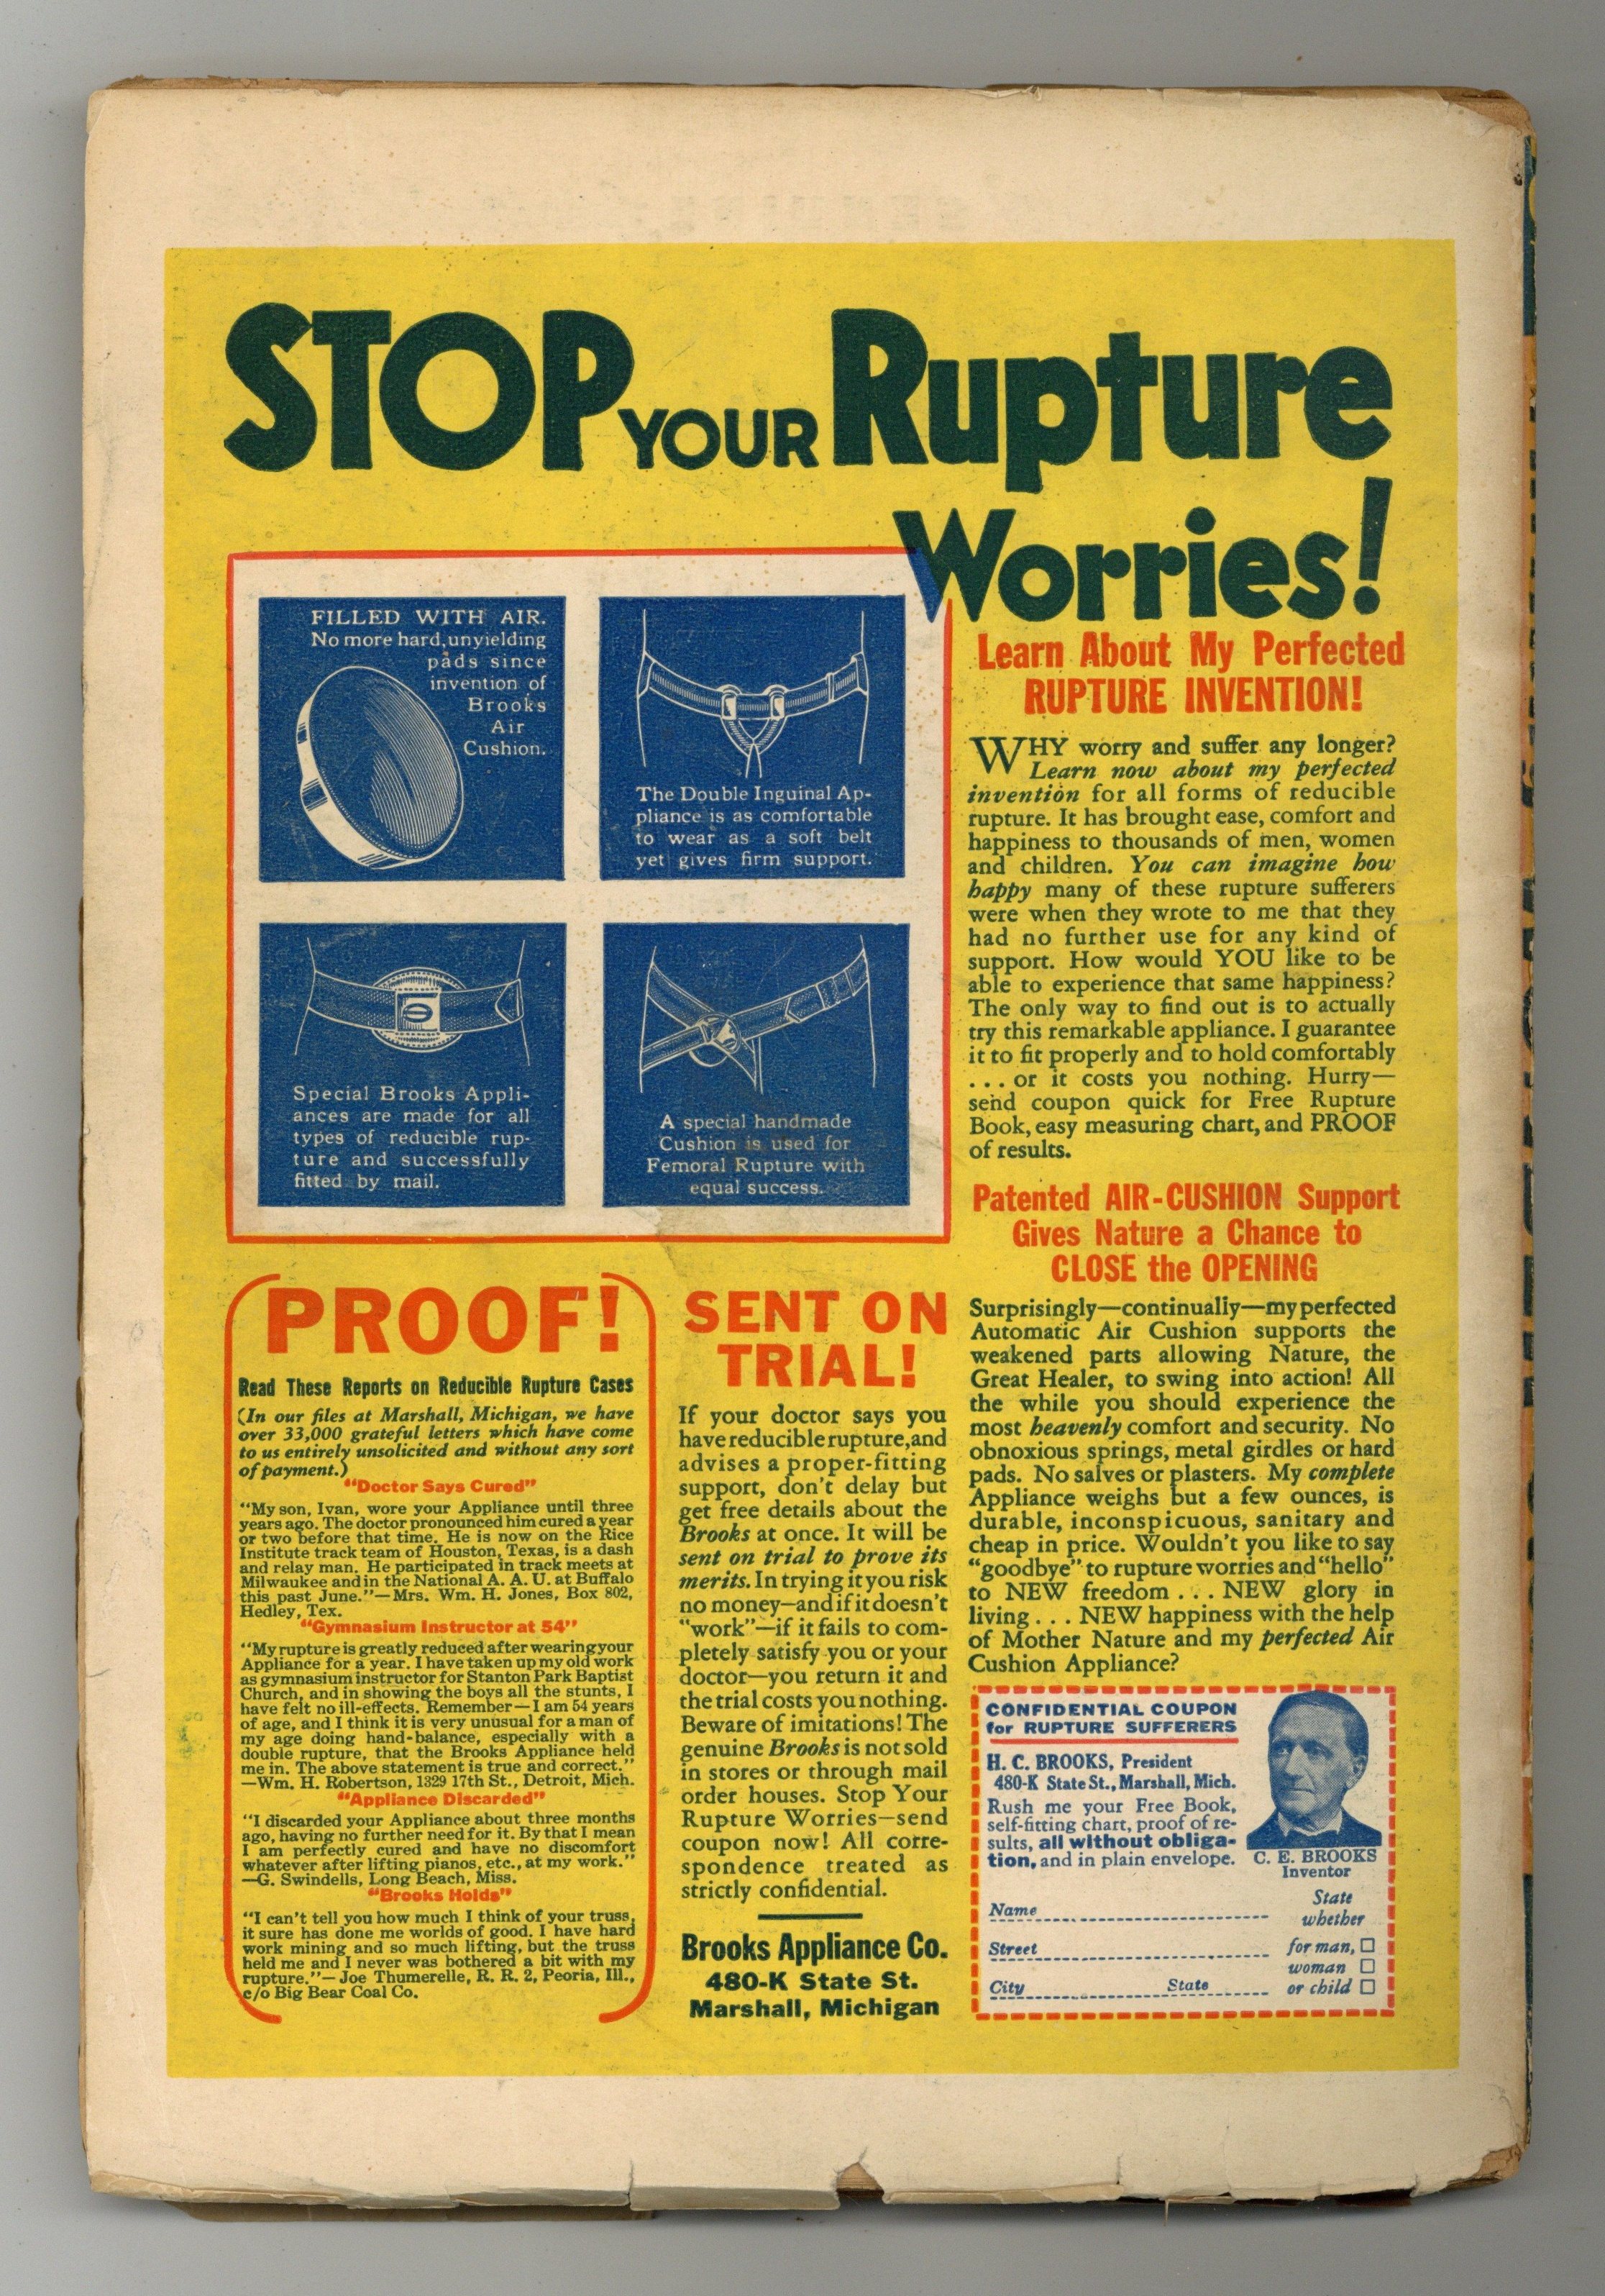 STOP YOUR Rupture
Worries!
FILLED WITH AIR.
No more hard, unyielding
pads since
invention of
Brooks
Air
Cushion.
The Double Inguinal Ap-
pliance is as comfortable
to wear as a soft belt
yet gives firm support.
Special Brooks Appli-
ances are made for all
types of reducible rup-
ture and successfully
fitted by mail.
A special handmade
Cushion is used for
Femoral Rupture with
equal success.
Learn About My Perfected
RUPTURE INVENTION!
WHY worry and suffer any longer?
Learn now about my perfected
invention for all forms of reducible
rupture. It has brought ease, comfort and
happiness to thousands of men, women
and children. You can imagine how
happy many of these rupture sufferers
were when they wrote to me that they
had no further use for any kind of
support. How would YOU like to be
able to experience that same happiness?
The only way to find out is to actually
try this remarkable appliance. I guarantee
it to fit properly and to hold comfortably
. . . or it costs you nothing. Hurry—
send coupon quick for Free Rupture
Book, easy measuring chart, and PROOF
of results.
Patented AIR-CUSHION Support
Gives Nature a Chance to
CLOSE the OPENING
Surprisingly—continually—my perfected
Automatic Air Cushion supports the
weakened parts allowing Nature, the
Great Healer, to swing into action! All
the while you should experience the
most heavenly comfort and security. No
obnoxious springs, metal girdles or hard
pads. No salves or plasters. My complete
Appliance weighs but a few ounces, is
durable, inconspicuous, sanitary and
cheap in price. Wouldn't you like to say
"goodbye" to rupture worries and "hello"
to NEW freedom . . . NEW glory in
living . . . NEW happiness with the help
of Mother Nature and my perfected Air
Cushion Appliance?
PROOF!
Read These Reports on Reducible Rupture Cases
(In our files at Marshall, Michigan, we have
over 33,000 grateful letters which have come
to us entirely unsolicited and without any sort
of payment.)
"Doctor Says Cured"
"My son, Ivan, wore your Appliance until three
years ago. The doctor pronounced him cured a year
or two before that time. He is now on the Rice
Institute track team of Houston, Texas, is a dash
and relay man. He participated in track meets at
Milwaukee and in the National A. A. U. at Buffalo
this past June."—Mrs. Wm. H. Jones, Box 802,
Hedley, Tex.
"Gymnasium Instructor at 54"
"My rupture is greatly reduced after wearing your
Appliance for a year. I have taken up my old work
as gymnasium instructor for Stanton Park Baptist
Church, and in showing the boys all the stunts, I
have felt no ill-effects. Remember—I am 54 years
of age, and I think it is very unusual for a man of
my age doing hand-balance, especially with a
double rupture, that the Brooks Appliance held
me in. The above statement is true and correct."
—Wm. H. Robertson, 1329 17th St., Detroit, Mich.
"Appliance Discarded"
"I discarded your Appliance about three months
ago, having no further need for it. By that I mean
I am perfectly cured and have no discomfort
whatever after lifting pianos, etc., at my work."
—G. Swindells, Long Beach, Miss.
"Brooks Holds"
"I can't tell you how much I think of your truss,
it sure has done me worlds of good. I have hard
work mining and so much lifting, but the truss
held me and I never was bothered a bit with my
rupture."—Joe Thumerelle, R. R. 2, Peoria, Ill.,
c/o Big Bear Coal Co.
SENT ON
TRIAL!
If your doctor says you
have reducible rupture, and
advises a proper-fitting
support, don't delay but
get free details about the
Brooks at once. It will be
sent on trial to prove its
merits. In trying it you risk
no money—and if it doesn't
"work"—if it fails to com-
pletely satisfy you or your
doctor—you return it and
the trial costs you nothing.
Beware of imitations! The
genuine Brooks is not sold
in stores or through mail
order houses. Stop Your
Rupture Worries—send
coupon now! All corre-
spondence treated as
strictly confidential.
Brooks Appliance Co.
480-K State St.
Marshall, Michigan
CONFIDENTIAL COUPON
for RUPTURE SUFFERERS
H. C. BROOKS, President
480-K State St., Marshall, Mich.
Rush me your Free Book,
self-fitting chart, proof of re-
sults, all without obliga-
tion, and in plain envelope.
C. E. BROOKS
Inventor
Name
Street
City State
State
whether
for man, □
woman □
or child □